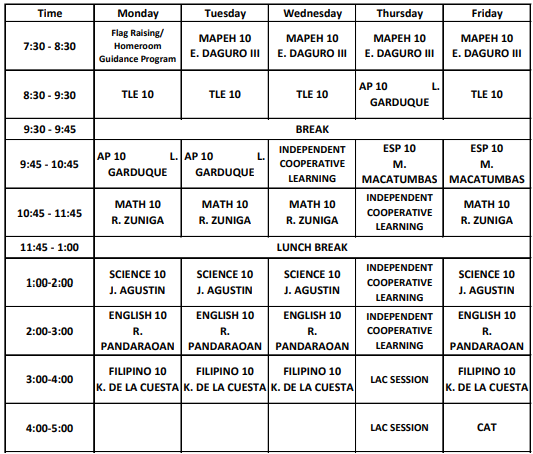 Time Monday Tuesday Wednesday Thursday Friday
7:30 - 8:30
Flag Raising/
Homeroom
Guidance Program
MAPEH 10
E. DAGURO III
MAPEH 10
E. DAGURO III
MAPEH 10
E. DAGURO III
MAPEH 10
E. DAGURO III
8:30 - 9:30
TLE 10
TLE 10
TLE 10
AP 10 L.
GARDUQUE
TLE 10
9:30 - 9:45
BREAK
9:45 - 10:45
AP 10 L.
GARDUQUE
AP 10 L.
GARDUQUE
INDEPENDENT
COOPERATIVE
LEARNING
ESP 10
M.
MACATUMBAS
ESP 10
M.
MACATUMBAS
10:45 - 11:45
MATH 10
R. ZUNIGA
MATH 10
R. ZUNIGA
MATH 10
R. ZUNIGA
INDEPENDENT
COOPERATIVE
LEARNING
MATH 10
R. ZUNIGA
11:45 - 1:00
LUNCH BREAK
1:00-2:00
SCIENCE 10
J. AGUSTIN
SCIENCE 10
J. AGUSTIN
SCIENCE 10
J. AGUSTIN
INDEPENDENT
COOPERATIVE
LEARNING
SCIENCE 10
J. AGUSTIN
2:00-3:00
ENGLISH 10
R.
PANDARAOAN
ENGLISH 10
R.
PANDARAOAN
ENGLISH 10
R.
PANDARAOAN
INDEPENDENT
COOPERATIVE
LEARNING
ENGLISH 10
R.
PANDARAOAN
3:00-4:00
FILIPINO 10
K. DE LA CUESTA
FILIPINO 10
K. DE LA CUESTA
FILIPINO 10
K. DE LA CUESTA
LAC SESSION
FILIPINO 10
K. DE LA CUESTA
4:00-5:00
LAC SESSION
CAT